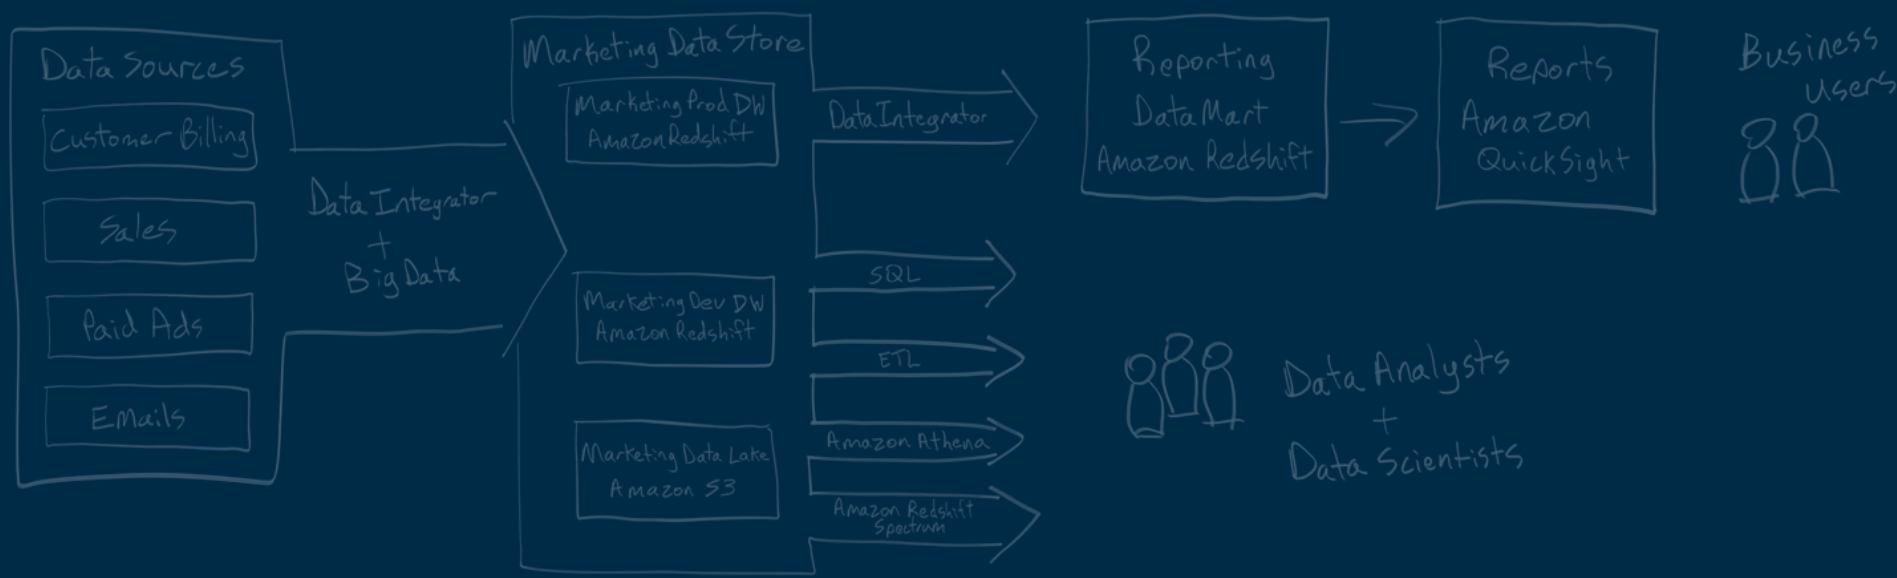 Data Sources
Customer Billing
Sales
Paid Ads
Emails
Data Integrator
+
Big Data
Marketing Data Store
Marketing Prod DW
Amazon Redshift
Marketing Dev DW
Amazon Redshift
Marketing Data Lake
Amazon S3
Data Integrator
SQL
ETL
Amazon Athena
Amazon Redshift
Spectrum
Reporting
Data Mart
Amazon Redshift
Reports
Amazon
QuickSight
Business
Users
Data Analysts
+
Data Scientists